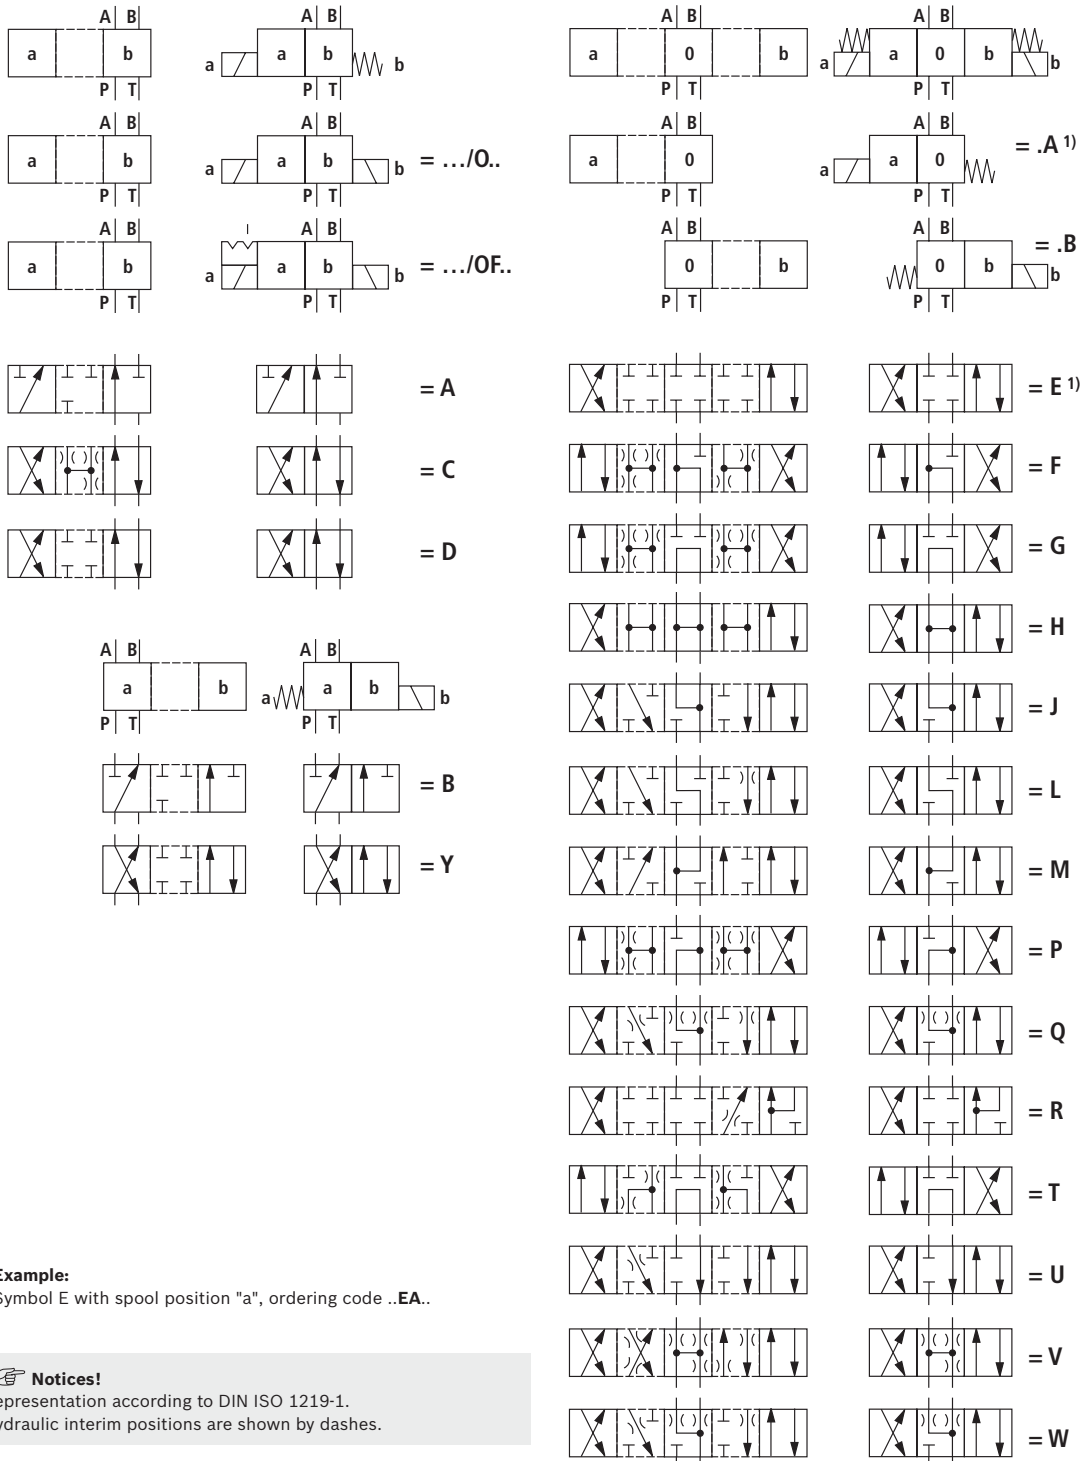 A B A B A B A B
a b a a b b a 0 b a a 0 b b
P T P T P T P T
A B A B A B A B
a b a a b b = .../O.. a 0 a a 0 = .A 1)
P T P T P T P T
A B A B A B A B
a b a a b b = .../OF.. 0 b 0 b b = .B
P T P T P T P T
= A = E 1)
= C = F
= D = G
= H
A B A B
a b a a b b = J
P T P T
= B = L
= Y = M
= P
= Q
= R
= T
Example: = U
Symbol E with spool position "a", ordering code ..EA..
= V
Notices!
epresentation according to DIN ISO 1219-1.
ydraulic interim positions are shown by dashes.
= W